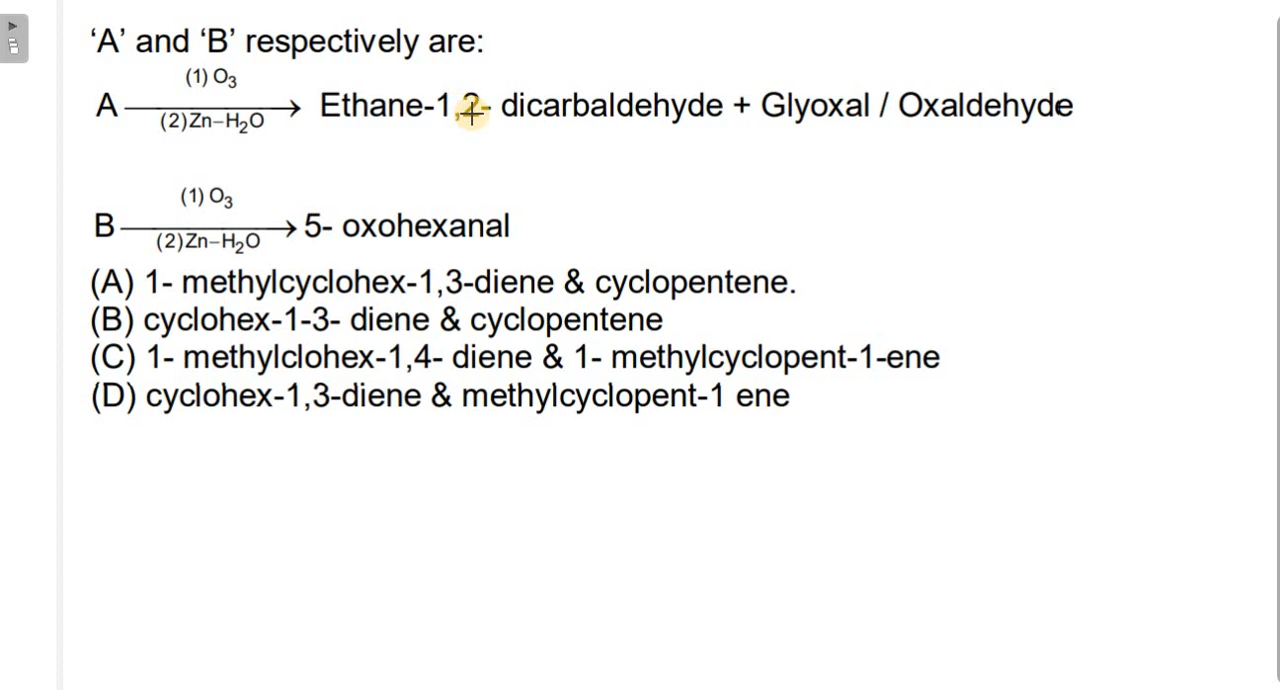 ‘A’ and ‘B’ respectively are:
(1) O₃
A ⟶ Ethane-1,2- dicarbaldehyde + Glyoxal / Oxaldehyde
(2)Zn–H₂O
(1) O₃
B ⟶ 5- oxohexanal
(2)Zn–H₂O
(A) 1- methylcyclohex-1,3-diene & cyclopentene.
(B) cyclohex-1-3- diene & cyclopentene
(C) 1- methylclohex-1,4- diene & 1- methylcyclopent-1-ene
(D) cyclohex-1,3-diene & methylcyclopent-1 ene